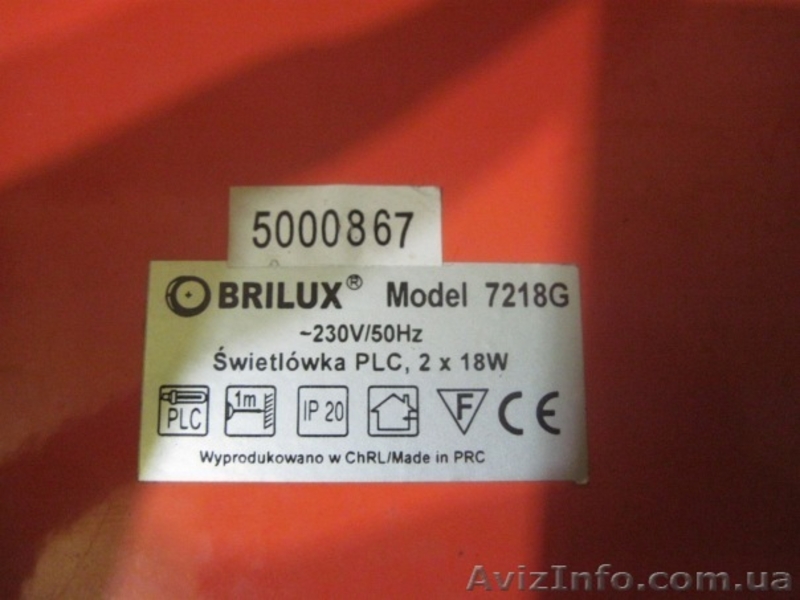 5000867
BRILUX® Model 7218G
~230V/50Hz
Świetlówka PLC, 2 x 18W
PLC 1m IP 20 F CE
Wyprodukowano w ChRL/Made in PRC
AvizInfo.com.ua